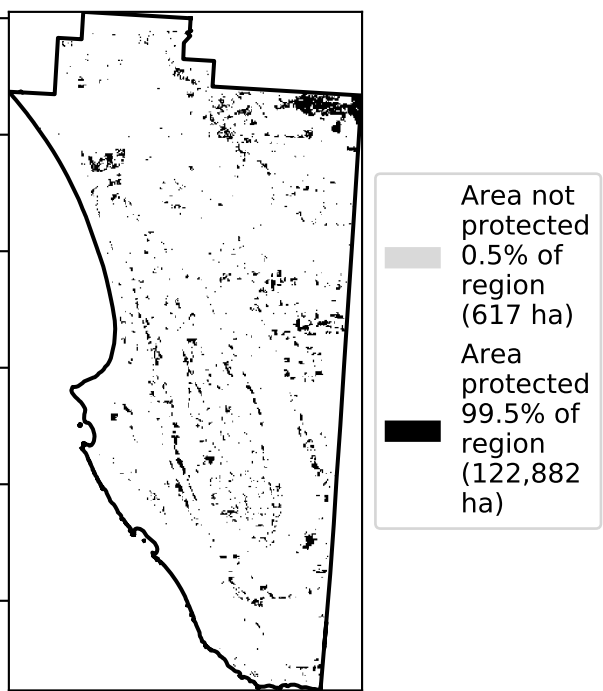 Area not
protected
0.5% of
region
(617 ha)
Area
protected
99.5% of
region
(122,882
ha)